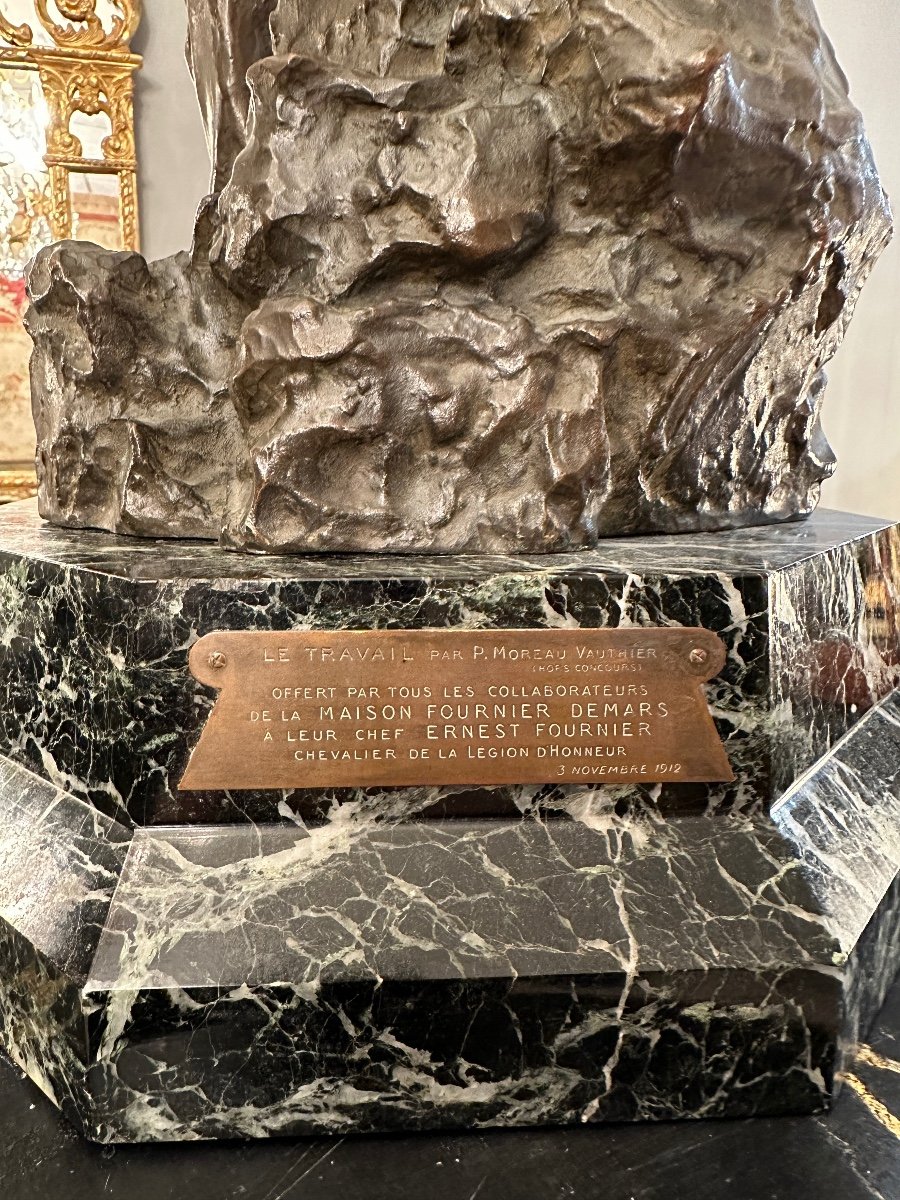 LE TRAVAIL PAR P. MOREAU VAUTHIER
(HORS CONCOURS)
OFFERT PAR TOUS LES COLLABORATEURS
DE LA MAISON FOURNIER DEMARS
À LEUR CHEF ERNEST FOURNIER
CHEVALIER DE LA LÉGION D'HONNEUR
3 NOVEMBRE 1912